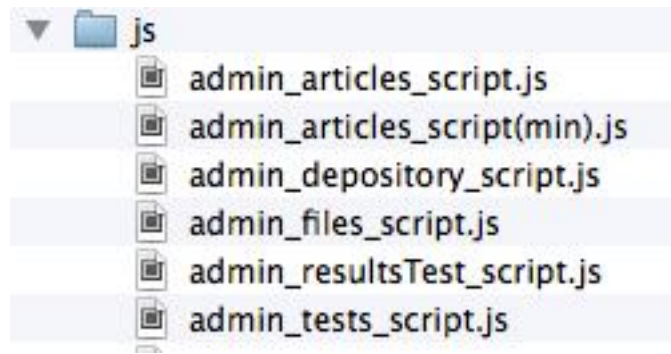 js
admin_articles_script.js
admin_articles_script(min).js
admin_depository_script.js
admin_files_script.js
admin_resultsTest_script.js
admin_tests_script.js